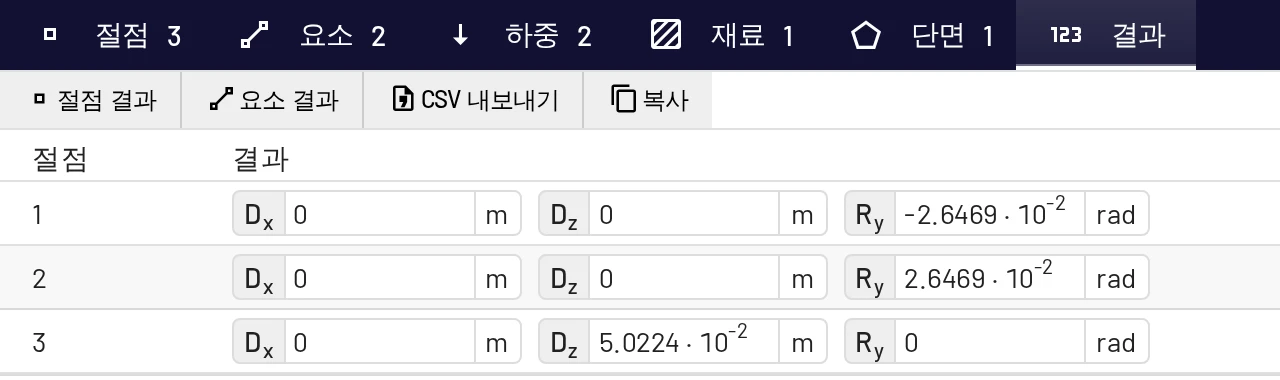 절점 3 요소 2 하중 2 재료 1 단면 1 123 결과
절점 결과 요소 결과 CSV 내보내기 복사
절점 결과
1 Dx 0 m Dz 0 m Ry -2.6469 · 10⁻² rad
2 Dx 0 m Dz 0 m Ry 2.6469 · 10⁻² rad
3 Dx 0 m Dz 5.0224 · 10⁻² m Ry 0 rad